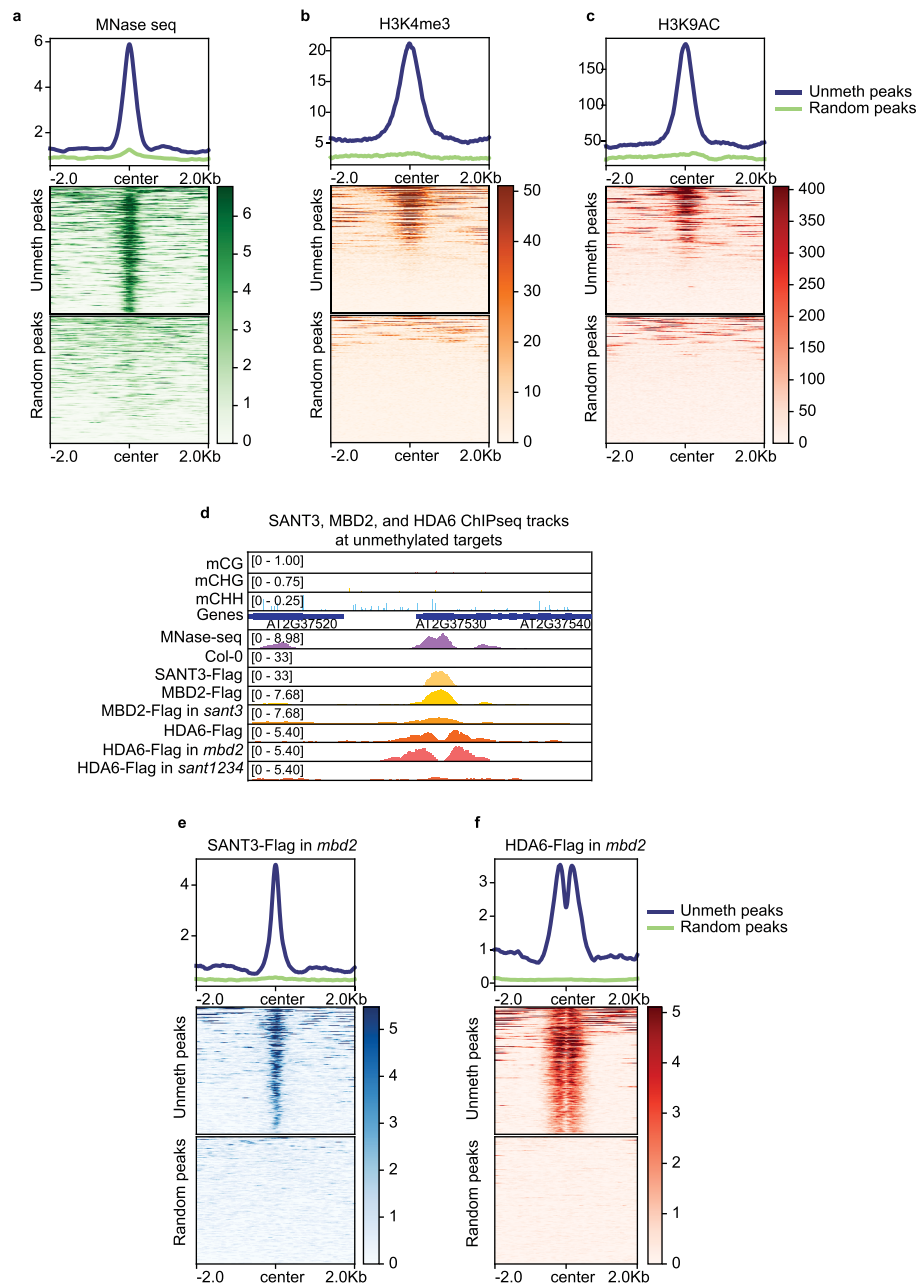 a
MNase seq
6
4
2
-2.0 center 2.0Kb
Unmeth peaks
Random peaks
6
5
4
3
2
1
0
-2.0 center 2.0Kb
b
H3K4me3
20
15
10
5
-2.0 center 2.0Kb
Unmeth peaks
Random peaks
50
40
30
20
10
0
-2.0 center 2.0Kb
c
H3K9AC
150
100
50
-2.0 center 2.0Kb
Unmeth peaks
Random peaks
Unmeth peaks
Random peaks
400
350
300
250
200
150
100
50
0
-2.0 center 2.0Kb
d
SANT3, MBD2, and HDA6 ChIPseq tracks
at unmethylated targets
mCG [0 - 1.00]
mCHG [0 - 0.75]
mCHH [0 - 0.25]
Genes
AT2G37520 AT2G37530 AT2G37540
MNase-seq [0 - 8.98]
Col-0 [0 - 33]
SANT3-Flag [0 - 33]
MBD2-Flag [0 - 7.68]
MBD2-Flag in sant3 [0 - 7.68]
HDA6-Flag [0 - 5.40]
HDA6-Flag in mbd2 [0 - 5.40]
HDA6-Flag in sant1234 [0 - 5.40]
e
SANT3-Flag in mbd2
4
2
-2.0 center 2.0Kb
Unmeth peaks
Random peaks
5
4
3
2
1
0
-2.0 center 2.0Kb
f
HDA6-Flag in mbd2
3
2
1
0
-2.0 center 2.0Kb
Unmeth peaks
Random peaks
Unmeth peaks
Random peaks
5
4
3
2
1
0
-2.0 center 2.0Kb